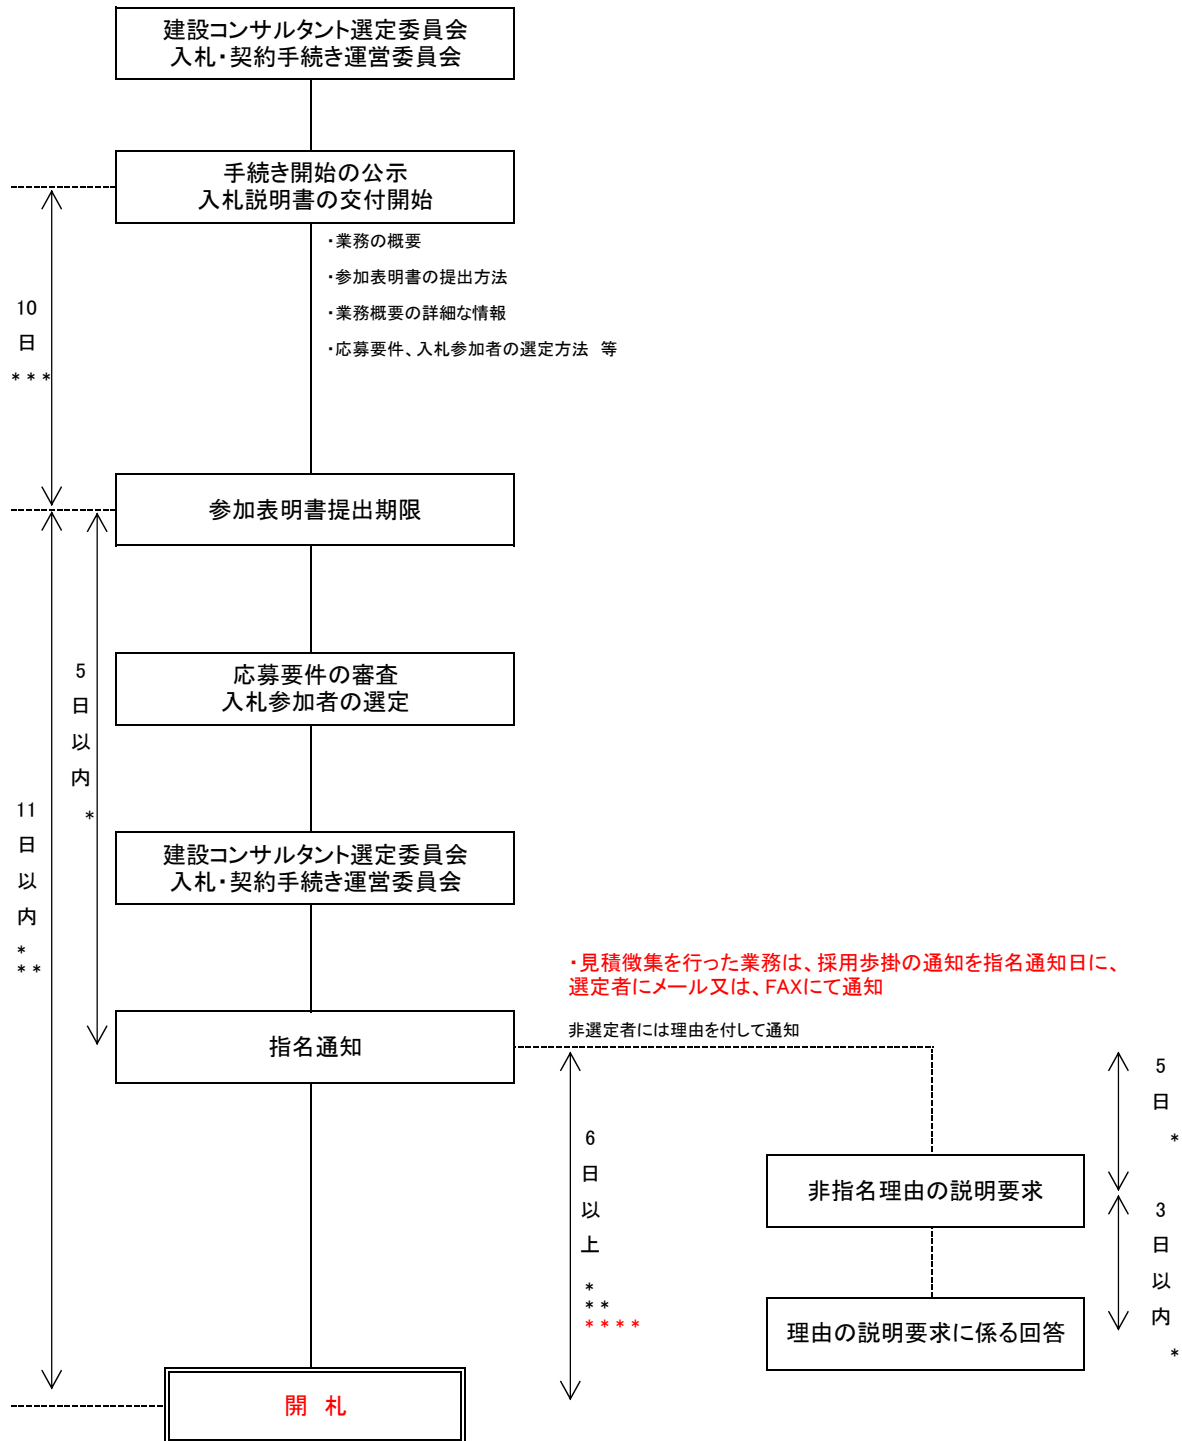 建設コンサルタント選定委員会
入札・契約手続き運営委員会
手続き開始の公示
入札説明書の交付開始
・業務の概要
・参加表明書の提出方法
・業務概要の詳細な情報
・応募要件、入札参加者の選定方法　等
10
日
***
参加表明書提出期限
5
日
以
内
*
応募要件の審査
入札参加者の選定
11
日
以
内
*
**
建設コンサルタント選定委員会
入札・契約手続き運営委員会
・見積徴集を行った業務は、採用歩掛の通知を指名通知日に、
選定者にメール又は、FAXにて通知
非選定者には理由を付して通知
指名通知
5
日
*
6
日
以
上
*
**
****
非指名理由の説明要求
3
日
以
内
*
理由の説明要求に係る回答
開　札